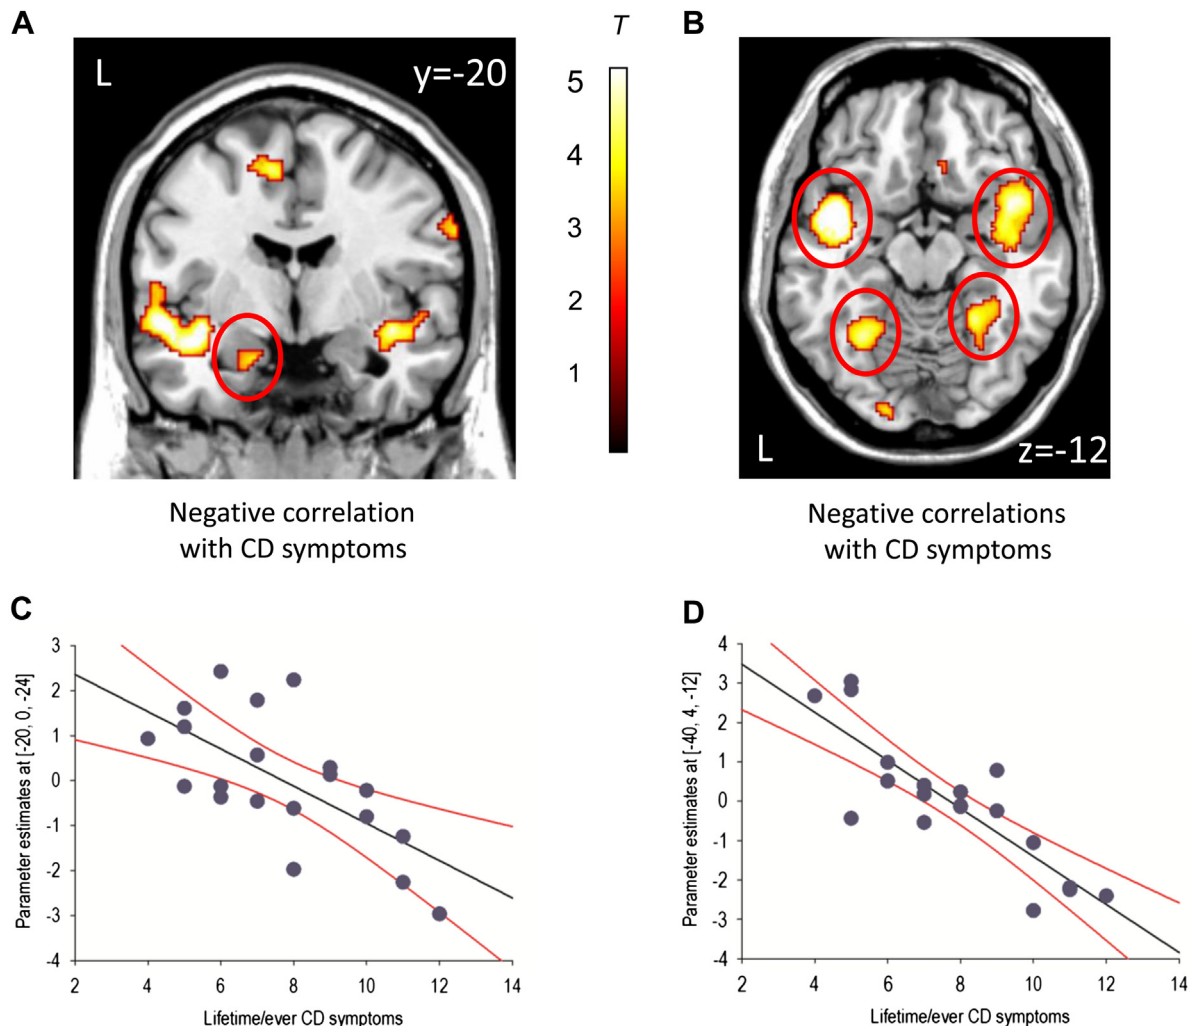 A
L
y=-20
T
5
4
3
2
1
B
L
z=-12
Negative correlation
with CD symptoms
Negative correlations
with CD symptoms
C
Parameter estimates at [-20, 0, -24]
3
2
1
0
-1
-2
-3
-4
2 4 6 8 10 12 14
Lifetime/ever CD symptoms
D
Parameter estimates at [-40, 4, -12]
4
3
2
1
0
-1
-2
-3
-4
2 4 6 8 10 12 14
Lifetime/ever CD symptoms